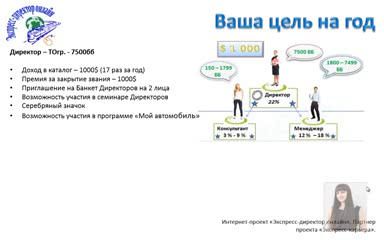 Экспресс-директор онлайн
Ваша цель на год
Директор – ТОгр. - 7500бб
Доход в каталог – 1000$ (17 раз за год)
Премия за закрытие звания – 1000$
Приглашение на Банкет Директоров на 2 лица
Возможность участия в семинаре Директоров
Серебряный значок
Возможность участия в программе «Мой автомобиль»
$ 1 000
7500 ББ
150 –1799 ББ
1800 –7499 ББ
Директор
22%
Консультант
3% - 9%
Менеджер
12% – 18%
Интернет-проект «Экспресс-директор онлайн». Партнер
проекта «Экспресс-карьера».